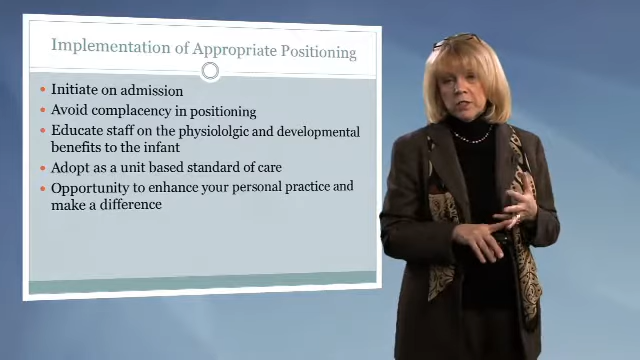 Implementation of Appropriate Positioning
Initiate on admission
Avoid complacency in positioning
Educate staff on the physiololgic and developmental
benefits to the infant
Adopt as a unit based standard of care
Opportunity to enhance your personal practice and
make a difference